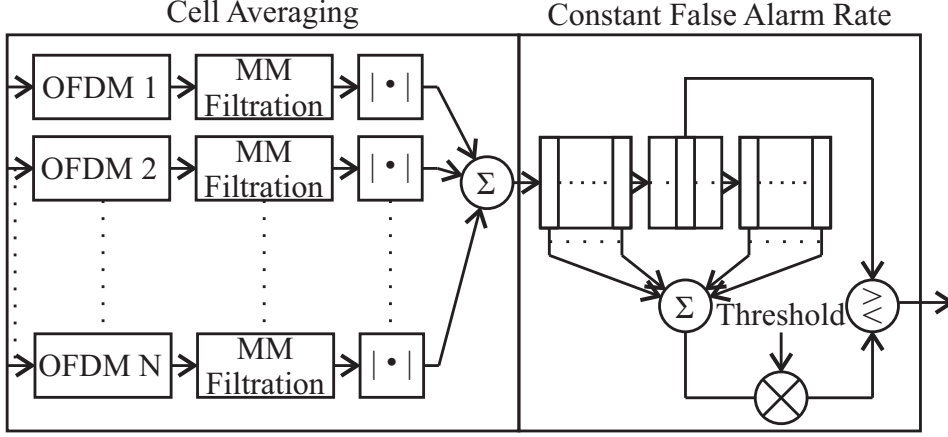 Cell Averaging
Constant False Alarm Rate
OFDM 1
MM
Filtration
| • |
OFDM 2
MM
Filtration
| • |
Σ
OFDM N
MM
Filtration
| • |
Σ
Threshold
><